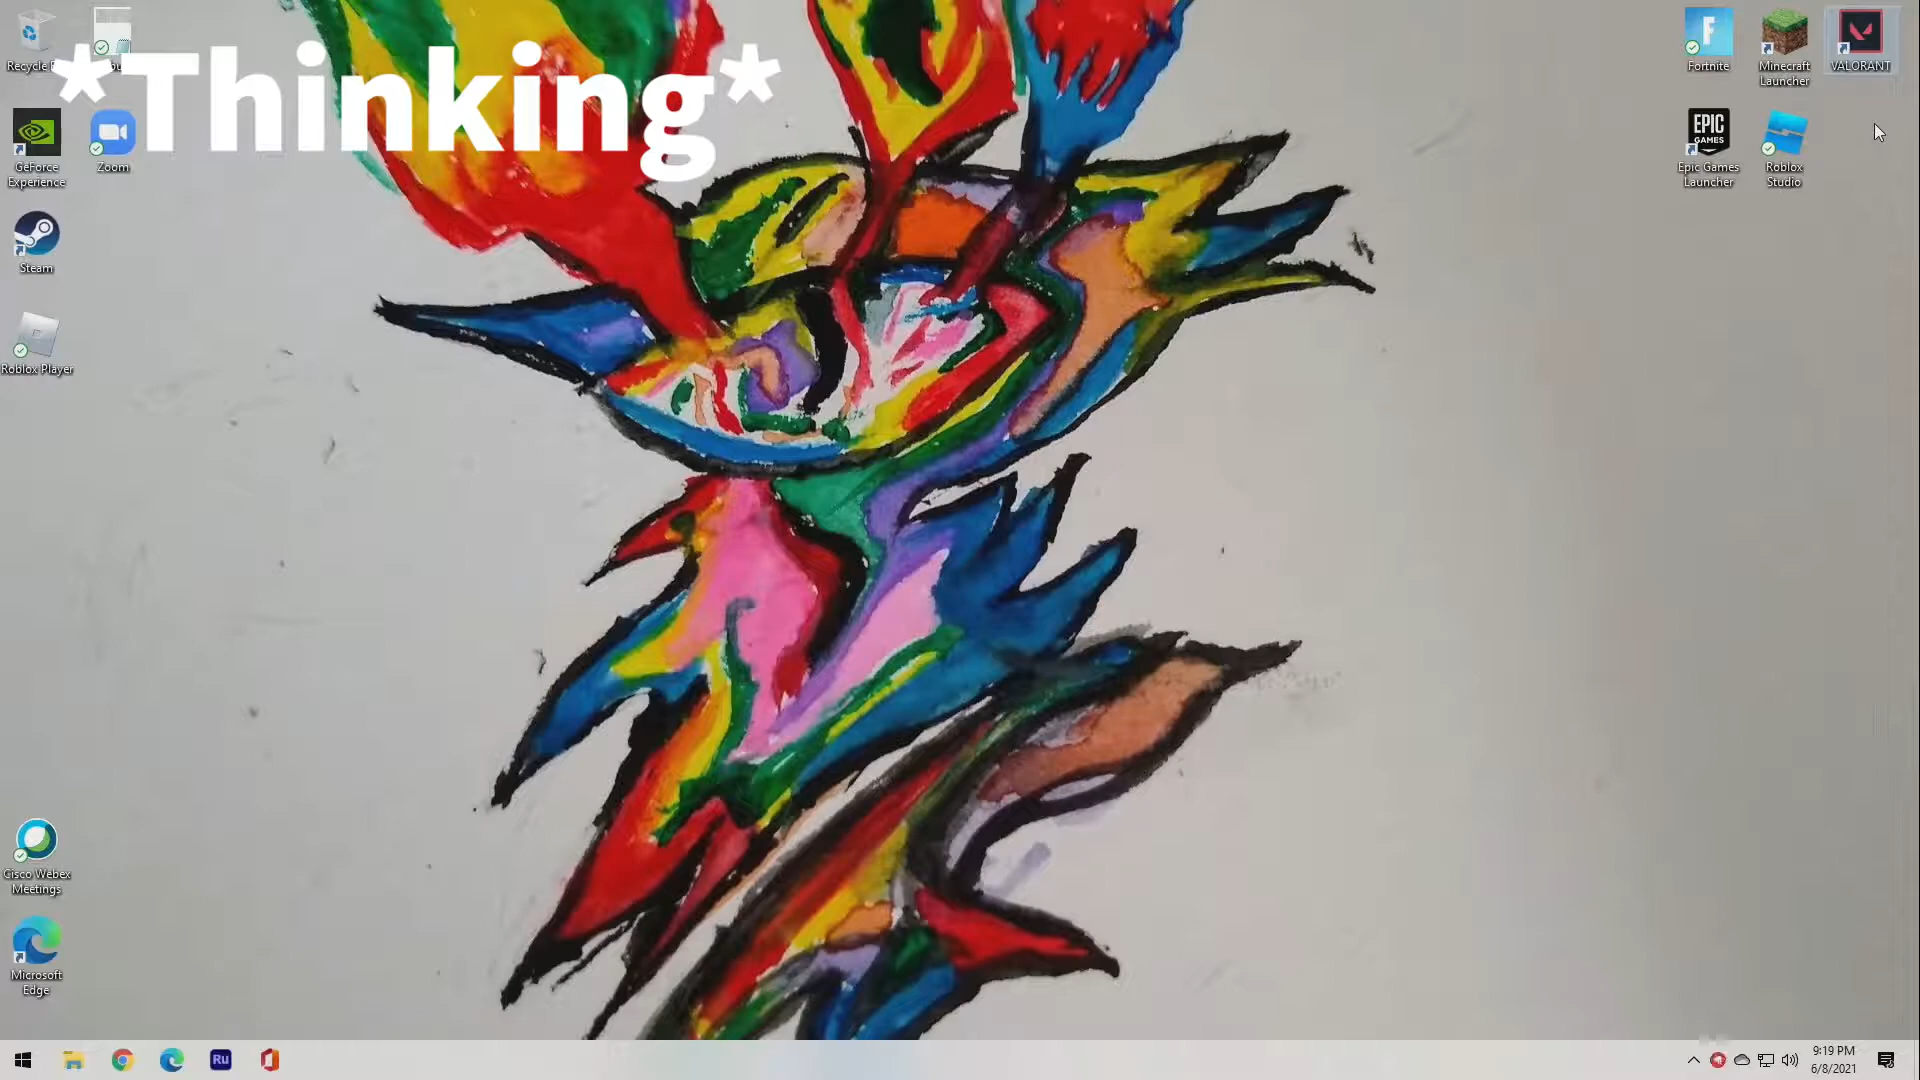 *Thinking*
Recycle
GeForce
Experience
Zoom
Steam
Roblox Player
Cisco Webex
Meetings
Microsoft
Edge
F
Fortnite
Minecraft
Launcher
VALORANT
EPIC
GAMES
Epic Games
Launcher
Roblox
Studio
Ru
9:19 PM
6/8/2021